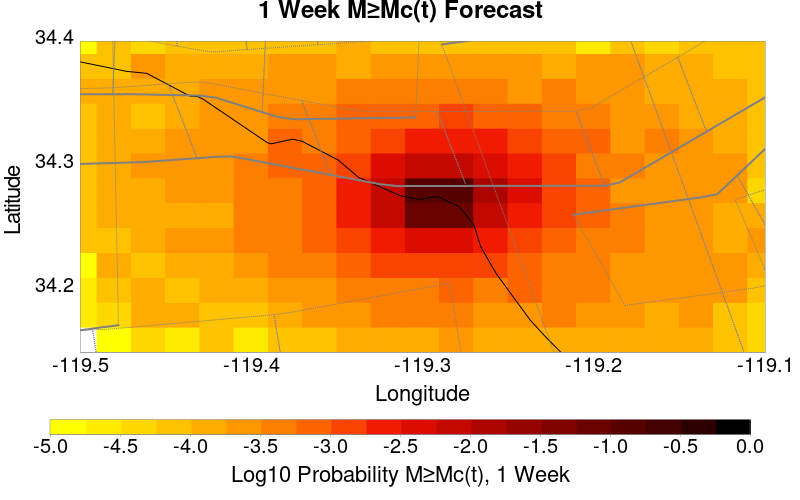 1 Week M≥Mc(t) Forecast
34.4
34.3
34.2
Latitude
-119.5 -119.4 -119.3 -119.2 -119.1
Longitude
-5.0 -4.5 -4.0 -3.5 -3.0 -2.5 -2.0 -1.5 -1.0 -0.5 0.0
Log10 Probability M≥Mc(t), 1 Week